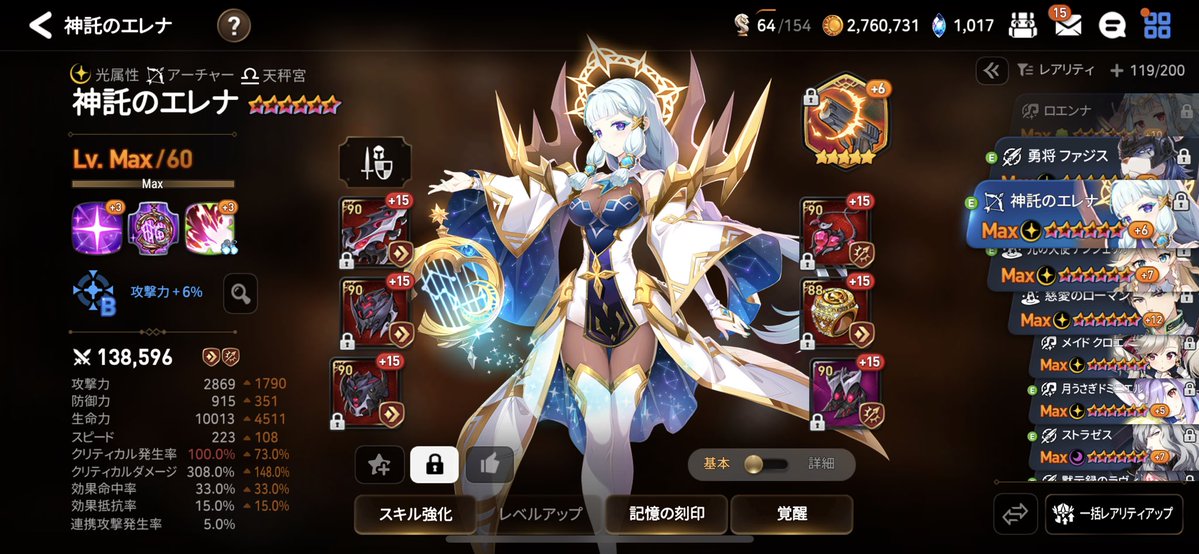 神託のエレナ
?
64/154
2,760,731
1,017
15
光属性 アーチャー 天秤宮
神託のエレナ
Lv. Max/60
Max
+3
+3
B
攻撃力 + 6%
138,596
攻撃力 2869 1790
防御力 915 351
生命力 10013 4511
スピード 223 108
クリティカル発生率 100.0% 73.0%
クリティカルダメージ 308.0% 148.0%
効果命中率 33.0% 33.0%
効果抵抗率 15.0% 15.0%
連携攻撃発生率 5.0%
90 +15
90 +15
90 +15
+6
90 +15
88 +15
90 +15
基本 詳細
スキル強化
レベルアップ
記憶の刻印
覚醒
レアリティ
119/200
ロエンナ
Max +10
E 勇将 ファジス
E 神託のエレナ
Max +6
E
Max +7
慈愛のローマン
Max +12
メイド クロエ
Max
E 月うさぎドミニエル
Max +5
E ストラゼス
Max +7
一括レアリティアップ